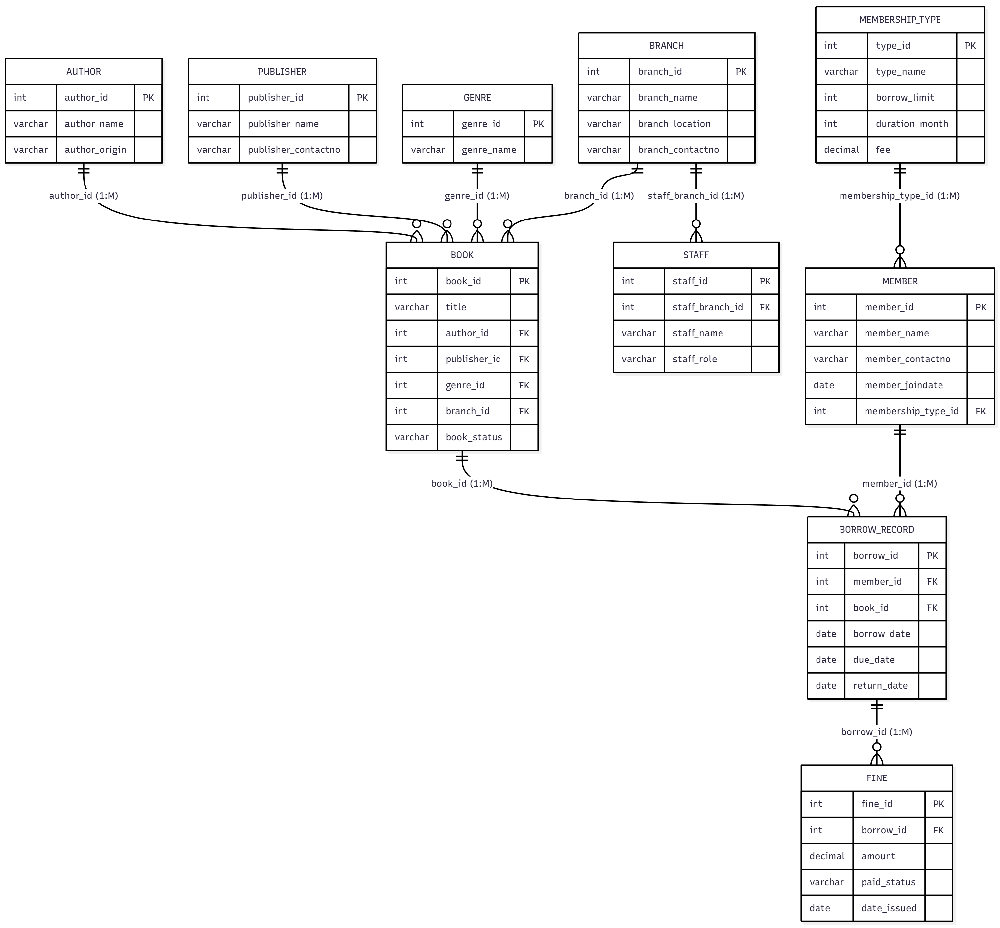 AUTHOR
int author_id PK
varchar author_name
varchar author_origin
PUBLISHER
int publisher_id PK
varchar publisher_name
varchar publisher_contactno
GENRE
int genre_id PK
varchar genre_name
BRANCH
int branch_id PK
varchar branch_name
varchar branch_location
varchar branch_contactno
MEMBERSHIP_TYPE
int type_id PK
varchar type_name
int borrow_limit
int duration_month
decimal fee
author_id (1:M)
publisher_id (1:M)
genre_id (1:M)
branch_id (1:M)
staff_branch_id (1:M)
membership_type_id (1:M)
BOOK
int book_id PK
varchar title
int author_id FK
int publisher_id FK
int genre_id FK
int branch_id FK
varchar book_status
STAFF
int staff_id PK
int staff_branch_id FK
varchar staff_name
varchar staff_role
MEMBER
int member_id PK
varchar member_name
varchar member_contactno
date member_joindate
int membership_type_id FK
book_id (1:M)
member_id (1:M)
BORROW_RECORD
int borrow_id PK
int member_id FK
int book_id FK
date borrow_date
date due_date
date return_date
borrow_id (1:M)
FINE
int fine_id PK
int borrow_id FK
decimal amount
varchar paid_status
date date_issued